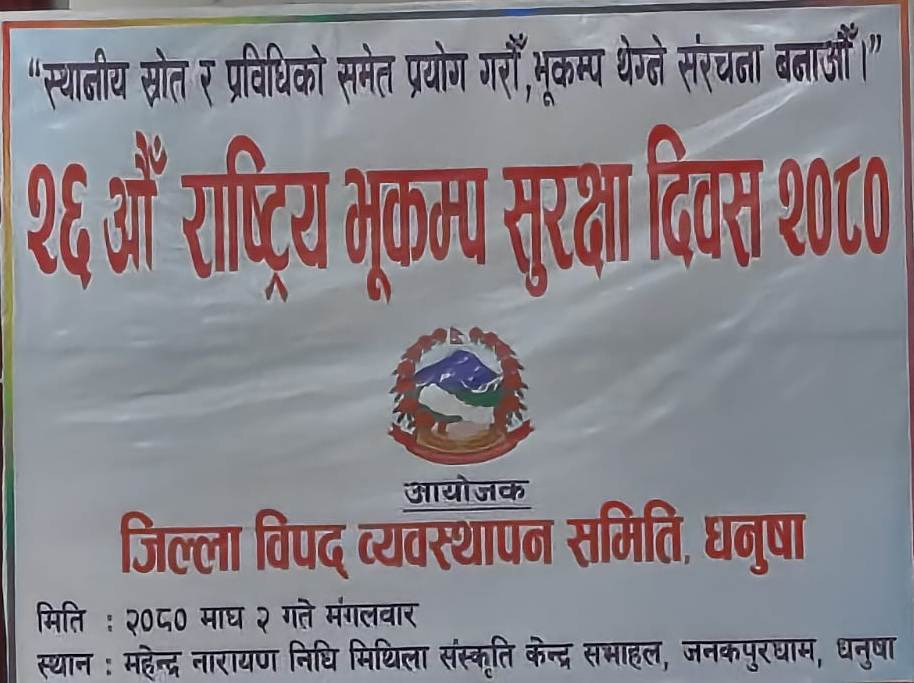 “स्थानीय स्रोत र प्रविधिको समेत प्रयोग गरौँ,भूकम्प थेग्ने संरचना बनाऔँ।”
२६ औँ राष्ट्रिय भूकम्प सुरक्षा दिवस २०८०
आयोजक
जिल्ला विपद् व्यवस्थापन समिति, धनुषा
मिति : २०८० माघ २ गते मंगलवार
स्थान : महेन्द्र नारायण निधि मिथिला संस्कृति केन्द्र सभाहल, जनकपुरधाम, धनुषा